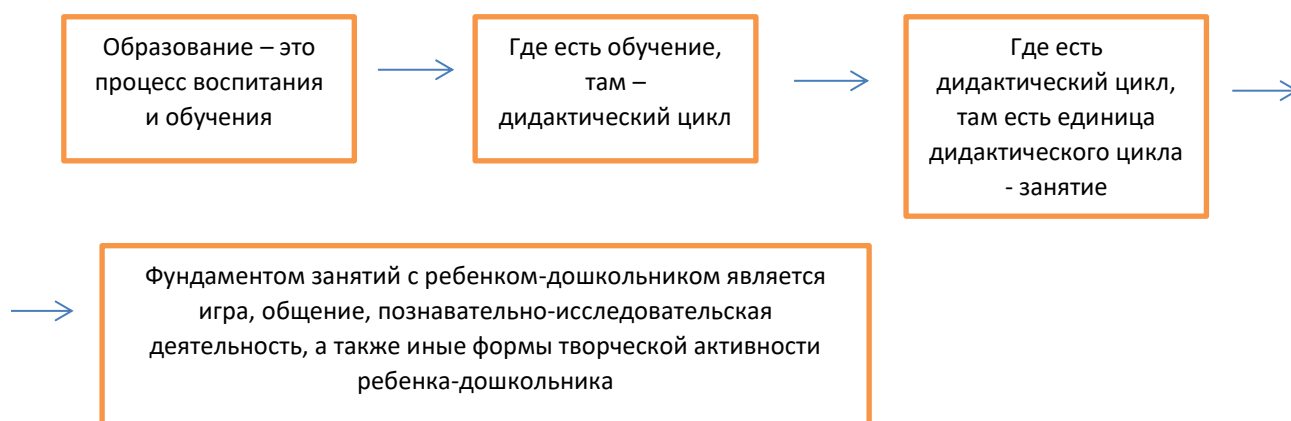 Образование – это
процесс воспитания
и обучения
Где есть обучение,
там –
дидактический цикл
Где есть
дидактический цикл,
там есть единица
дидактического цикла
- занятие
Фундаментом занятий с ребенком-дошкольником является
игра, общение, познавательно-исследовательская
деятельность, а также иные формы творческой активности
ребенка-дошкольника